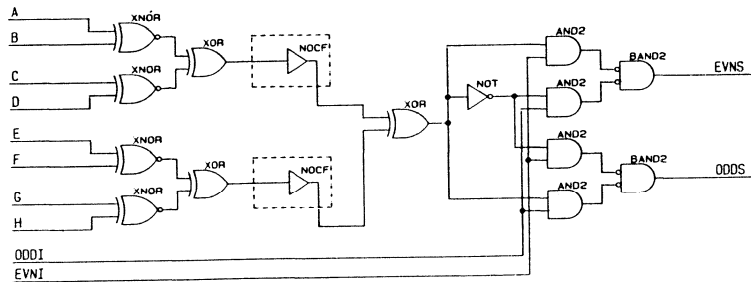 A
XNOR
B
XOR
NOCF
C
XNOR
D
E
XNOR
F
XOR
NOCF
G
XNOR
H
ODDI
EVNI
XOR
NOT
AND2
BAND2
EVNS
AND2
AND2
BAND2
ODDS
AND2